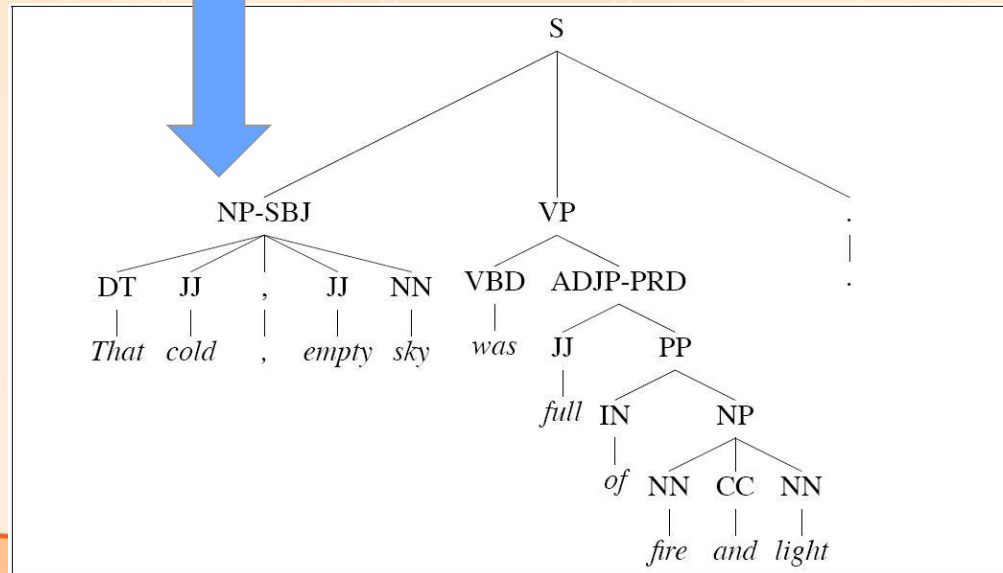 S
NP-SBJ VP .
DT JJ , JJ NN VBD ADJP-PRD .
That cold , empty sky was JJ PP
full IN NP
of NN CC NN
fire and light